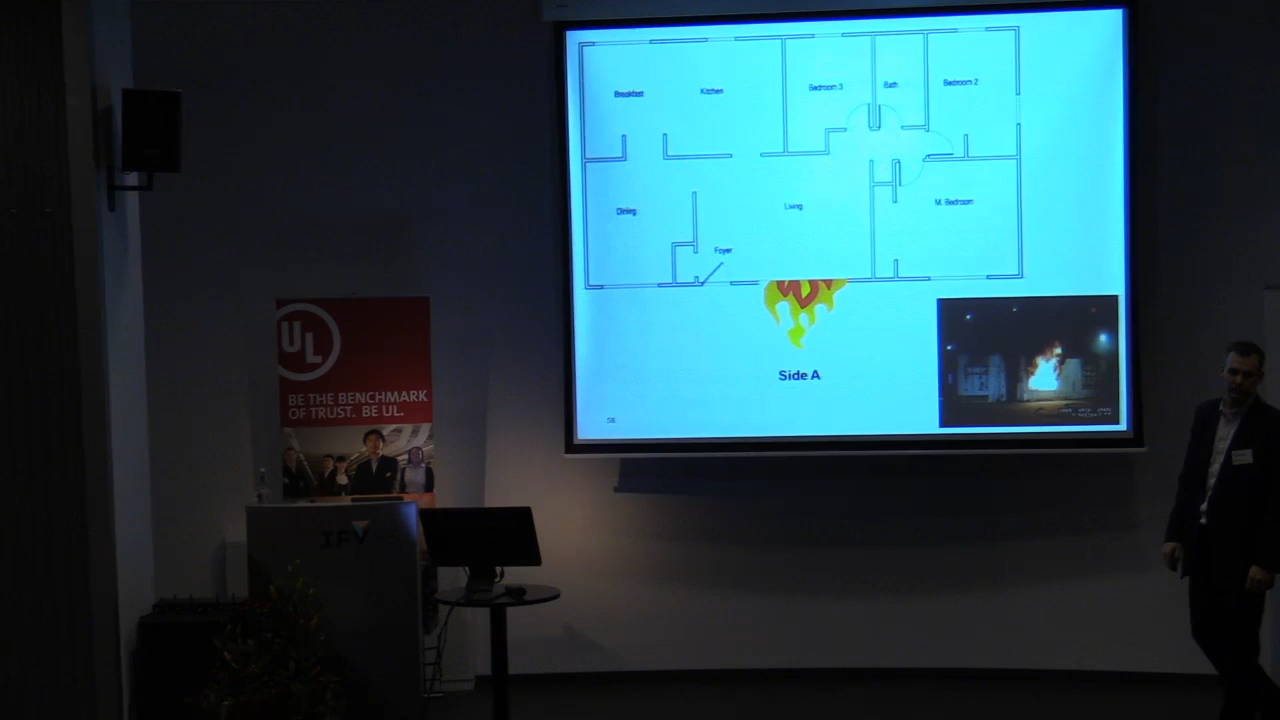 Breakfast
Kitchen
Bedroom 3
Bath
Bedroom 2
Dining
Living
M. Bedroom
Foyer
Side A
UL
BE THE BENCHMARK
OF TRUST. BE UL.
IFV